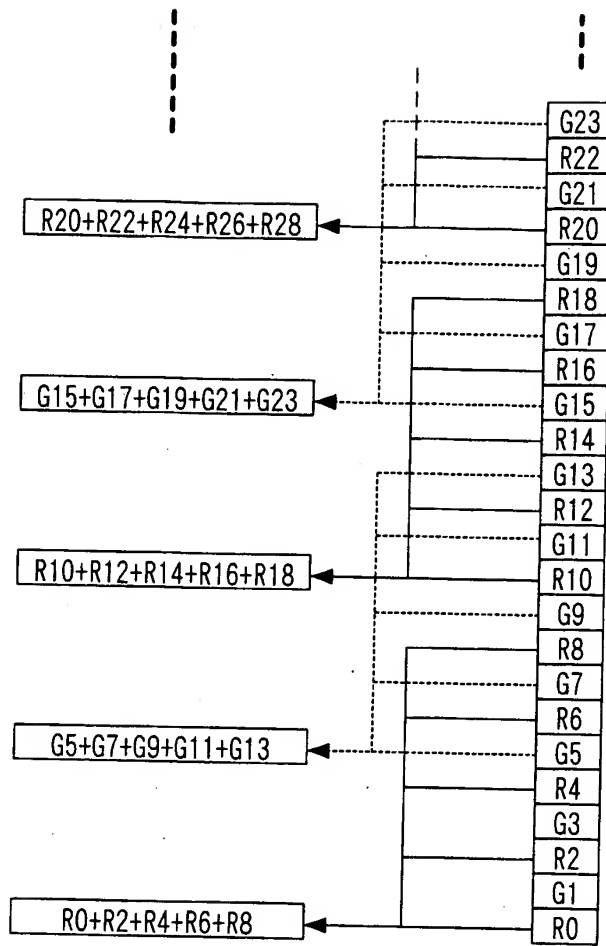 G23
R22
G21
R20+R22+R24+R26+R28
R20
G19
R18
G17
R16
G15+G17+G19+G21+G23
G15
R14
G13
R12
G11
R10+R12+R14+R16+R18
R10
G9
R8
G7
R6
G5+G7+G9+G11+G13
G5
R4
G3
R2
G1
R0+R2+R4+R6+R8
R0